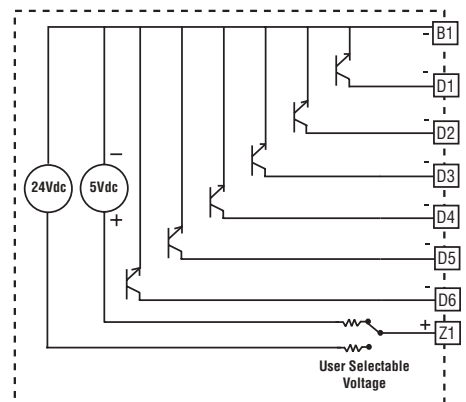 - B1
- D1
- D2
- D3
- D4
- D5
- D6
24Vdc
5Vdc
−
+
+ Z1
User Selectable
Voltage